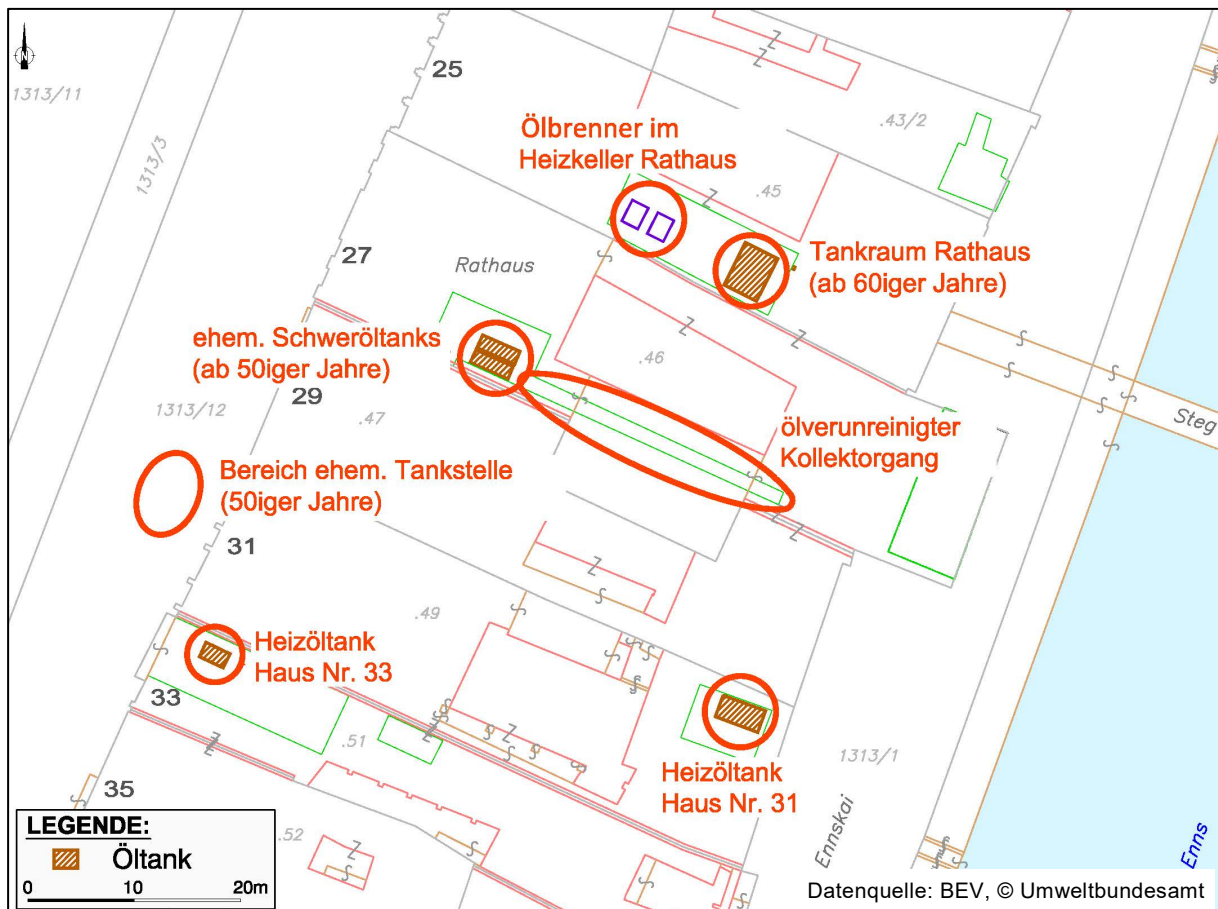 N
1313/11
25
1313/3
.43/2
Ölbrenner im
Heizkeller Rathaus
.45
27
Rathaus
Tankraum Rathaus
(ab 60iger Jahre)
ehem. Schweröltanks
(ab 50iger Jahre)
.46
29
1313/12
.47
Steg
ölverunreinigter
Kollektorgang
Bereich ehem. Tankstelle
(50iger Jahre)
31
.49
Heizöltank
Haus Nr. 33
33
.51
1313/1
Heizöltank
Haus Nr. 31
35
.52
Ennskai
Enns
LEGENDE:
Öltank
0 10 20m
Datenquelle: BEV, © Umweltbundesamt